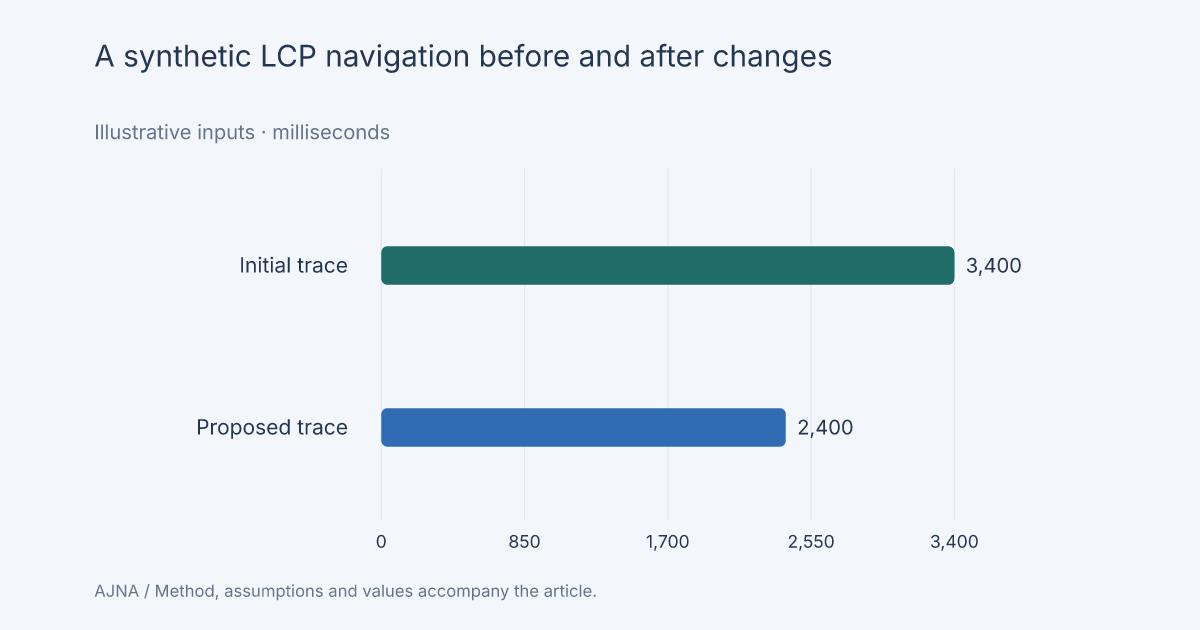 A synthetic LCP navigation before and after changes
Illustrative inputs · milliseconds
Initial trace
3,400
Proposed trace
2,400
0 850 1,700 2,550 3,400
AJNA / Method, assumptions and values accompany the article.